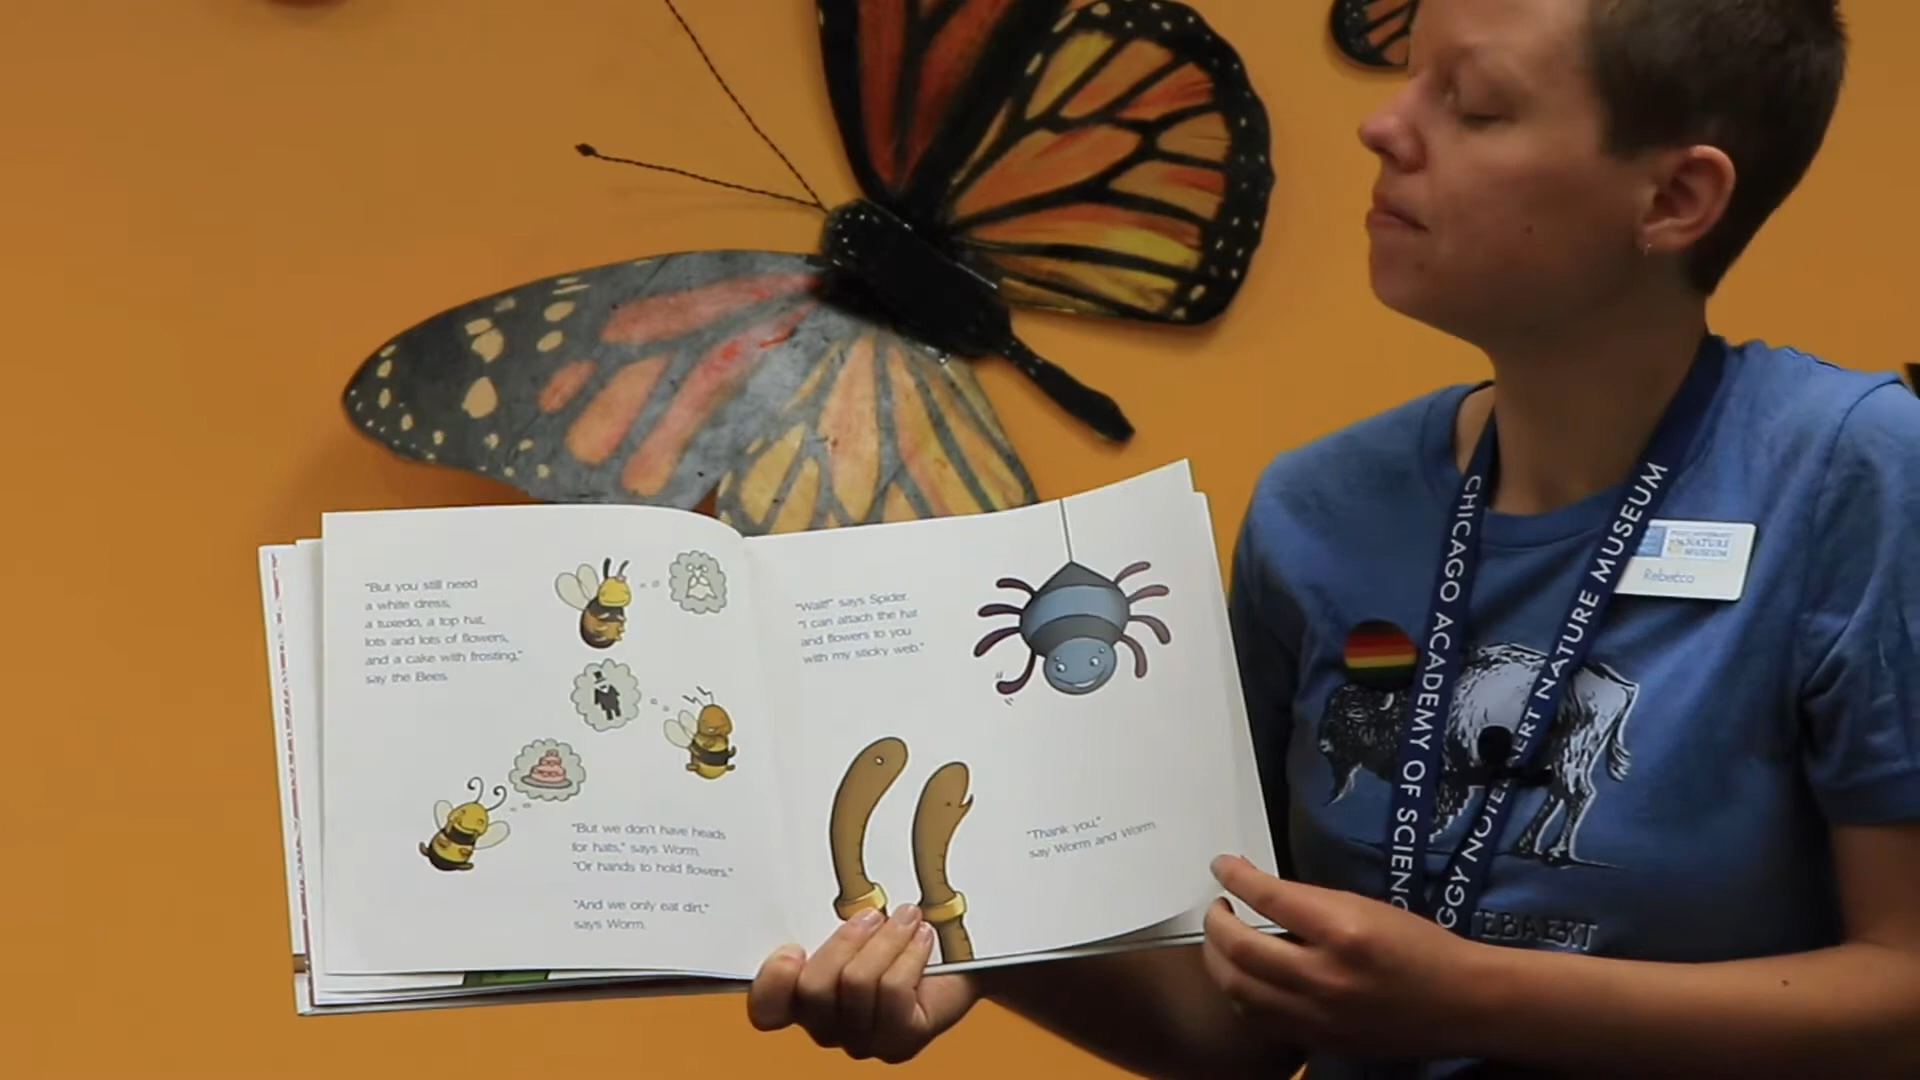 "But you still need
a white dress,
a tuxedo, a top hat,
lots and lots of flowers,
and a cake with frosting,"
say the Bees.
"But we don't have heads
for hats," says Worm.
"Or hands to hold flowers."
"And we only eat dirt,"
says Worm.
"Wait!" says Spider.
"I can attach the hat
and flowers to you
with my sticky web."
"Thank you,"
say Worm and Worm
CHICAGO ACADEMY OF SCIENC
GGY NOTEBAERT NATURE MUSEUM
NATURE
MUSEUM
Rebecca
TEBAERT